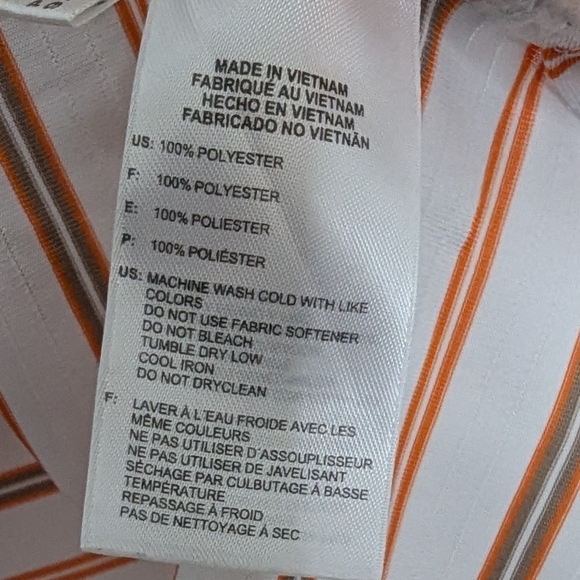 MADE IN VIETNAM
FABRIQUÉ AU VIETNAM
HECHO EN VIETNAM
FABRICADO NO VIETNÃN
US: 100% POLYESTER
F: 100% POLYESTER
E: 100% POLIESTER
P: 100% POLIÉSTER
US: MACHINE WASH COLD WITH LIKE
COLORS
DO NOT USE FABRIC SOFTENER
DO NOT BLEACH
TUMBLE DRY LOW
COOL IRON
DO NOT DRYCLEAN
F: LAVER À L'EAU FROIDE AVEC LES
MÊME COULEURS
NE PAS UTILISER D'ASSOUPLISSEUR
NE PAS UTILISER DE JAVELISANT
SÉCHAGE PAR CULBUTAGE À BASSE
TEMPÉRATURE
REPASSAGE À FROID
PAS DE NETTOYAGE À SEC